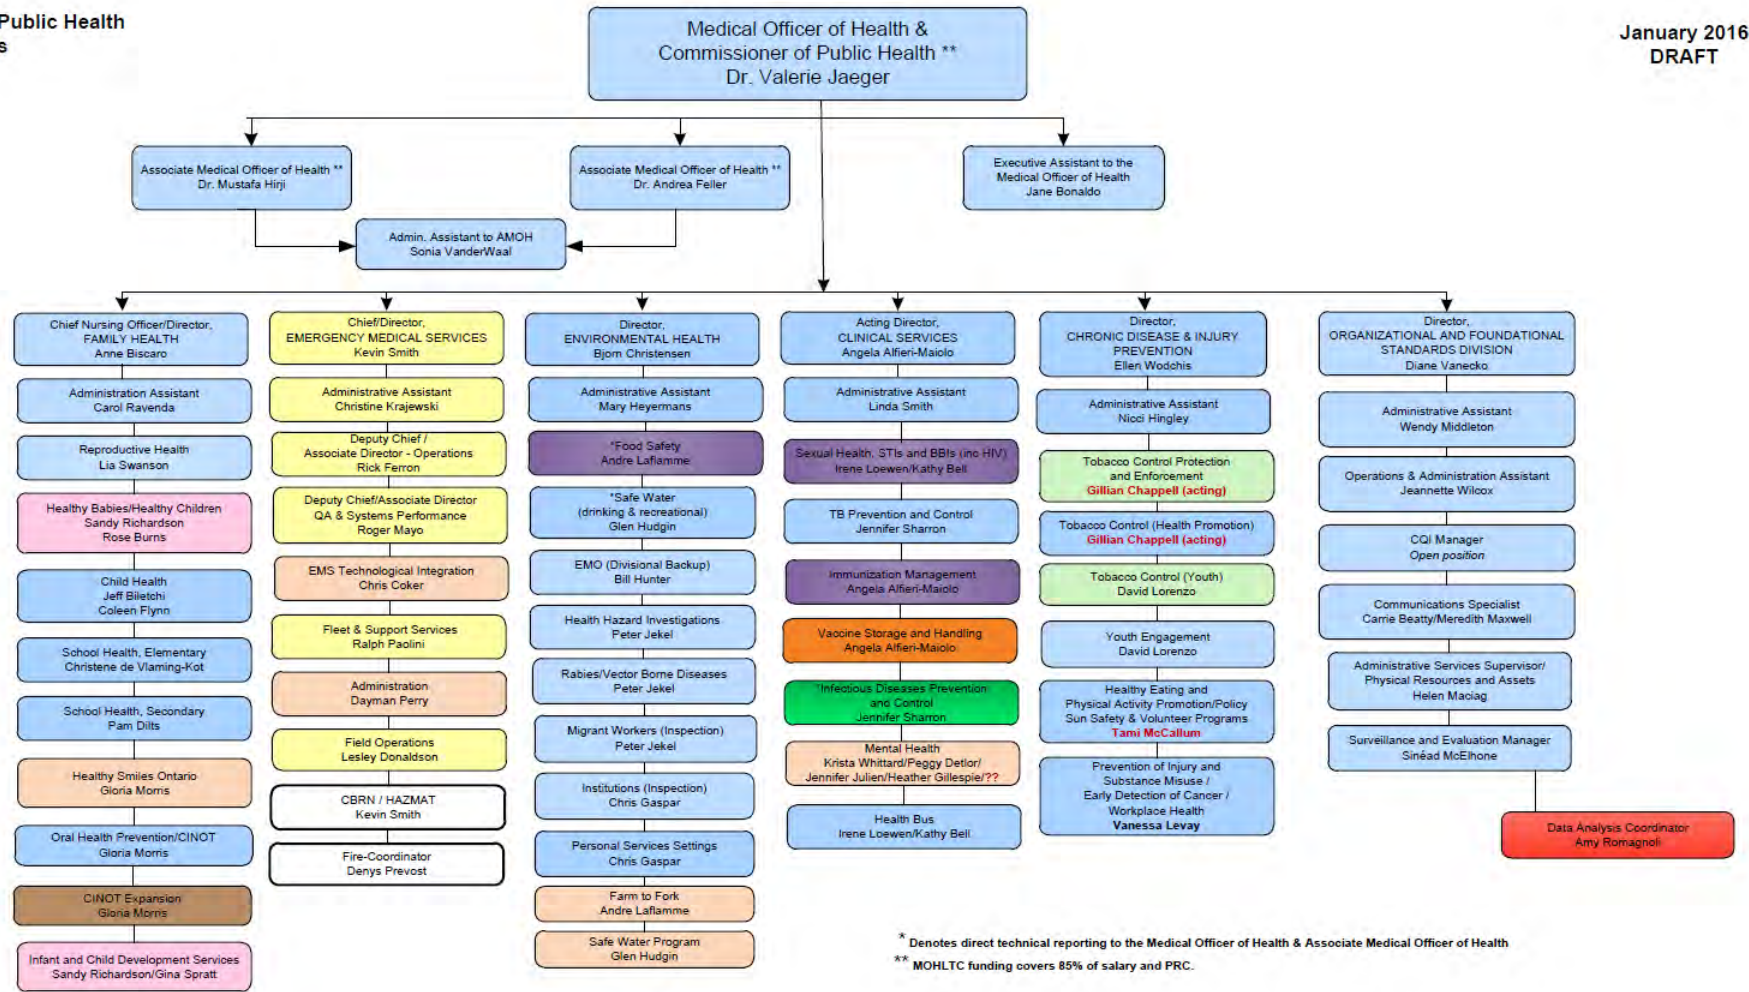 Public Health
s
January 2016
DRAFT
Medical Officer of Health &
Commissioner of Public Health **
Dr. Valerie Jaeger
Associate Medical Officer of Health **
Dr. Mustafa Hirji
Associate Medical Officer of Health **
Dr. Andrea Feller
Executive Assistant to the
Medical Officer of Health
Jane Bonaldo
Admin. Assistant to AMOH
Sonia VanderWaal
Chief Nursing Officer/Director,
FAMILY HEALTH
Anne Biscaro
Administration Assistant
Carol Ravenda
Reproductive Health
Lia Swanson
Healthy Babies/Healthy Children
Sandy Richardson
Rose Burns
Child Health
Jeff Biletchi
Coleen Flynn
School Health, Elementary
Christene de Vlaming-Kot
School Health, Secondary
Pam Dilts
Healthy Smiles Ontario
Gloria Morris
Oral Health Prevention/CINOT
Gloria Morris
CINOT Expansion
Gloria Morris
Infant and Child Development Services
Sandy Richardson/Gina Spratt
Chief/Director,
EMERGENCY MEDICAL SERVICES
Kevin Smith
Administrative Assistant
Christine Krajewski
Deputy Chief /
Associate Director - Operations
Rick Ferron
Deputy Chief/Associate Director
QA & Systems Performance
Roger Mayo
EMS Technological Integration
Chris Coker
Fleet & Support Services
Ralph Paolini
Administration
Dayman Perry
Field Operations
Lesley Donaldson
CBRN / HAZMAT
Kevin Smith
Fire-Coordinator
Denys Prevost
Director,
ENVIRONMENTAL HEALTH
Bjorn Christensen
Administrative Assistant
Mary Heyermans
*Food Safety
Andre Laflamme
*Safe Water
(drinking & recreational)
Glen Hudgin
EMO (Divisional Backup)
Bill Hunter
Health Hazard Investigations
Peter Jekel
Rabies/Vector Borne Diseases
Peter Jekel
Migrant Workers (Inspection)
Peter Jekel
Institutions (Inspection)
Chris Gaspar
Personal Services Settings
Chris Gaspar
Farm to Fork
Andre Laflamme
Safe Water Program
Glen Hudgin
Acting Director,
CLINICAL SERVICES
Angela Alfieri-Maiolo
Administrative Assistant
Linda Smith
Sexual Health, STIs and BBIs (inc HIV)
Irene Loewen/Kathy Bell
TB Prevention and Control
Jennifer Sharron
Immunization Management
Angela Alfieri-Maiolo
Vaccine Storage and Handling
Angela Alfieri-Maiolo
*Infectious Diseases Prevention
and Control
Jennifer Sharron
Mental Health
Krista Whittard/Peggy Detlor/
Jennifer Julien/Heather Gillespie/??
Health Bus
Irene Loewen/Kathy Bell
Director,
CHRONIC DISEASE & INJURY
PREVENTION
Ellen Wodchis
Administrative Assistant
Nicci Hingley
Tobacco Control Protection
and Enforcement
Gillian Chappell (acting)
Tobacco Control (Health Promotion)
Gillian Chappell (acting)
Tobacco Control (Youth)
David Lorenzo
Youth Engagement
David Lorenzo
Healthy Eating and
Physical Activity Promotion/Policy
Sun Safety & Volunteer Programs
Tami McCallum
Prevention of Injury and
Substance Misuse /
Early Detection of Cancer /
Workplace Health
Vanessa Levay
Director,
ORGANIZATIONAL AND FOUNDATIONAL
STANDARDS DIVISION
Diane Vanecko
Administrative Assistant
Wendy Middleton
Operations & Administration Assistant
Jeannette Wilcox
CQI Manager
Open position
Communications Specialist
Carrie Beatty/Meredith Maxwell
Administrative Services Supervisor/
Physical Resources and Assets
Helen Maciag
Surveillance and Evaluation Manager
Sinéad McElhone
Data Analysis Coordinator
Amy Romagnoli
* Denotes direct technical reporting to the Medical Officer of Health & Associate Medical Officer of Health
** MOHLTC funding covers 85% of salary and PRC.